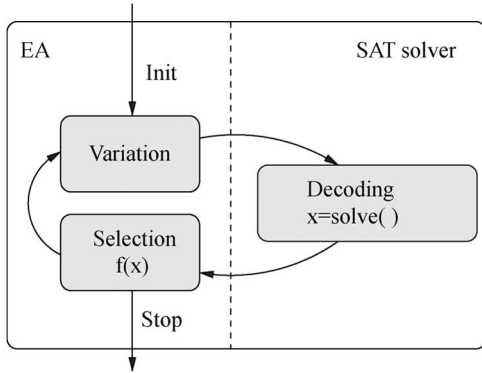 EA
SAT solver
Init
Variation
Decoding
x=solve( )
Selection
f(x)
Stop